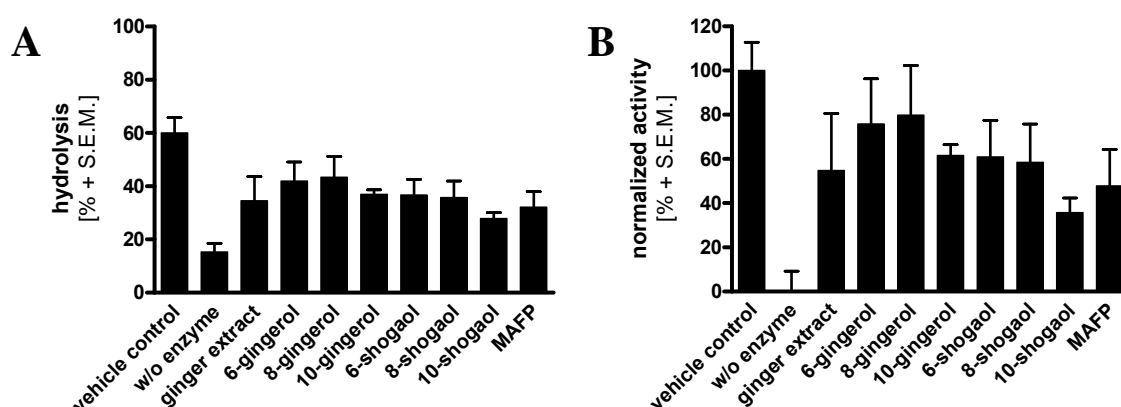 A
hydrolysis
[% + S.E.M.]
100
80
60
40
20
0
vehicle control
w/o enzyme
ginger extract
6-gingerol
8-gingerol
10-gingerol
6-shogaol
8-shogaol
10-shogaol
MAFP
B
normalized activity
[% + S.E.M.]
120
100
80
60
40
20
0
vehicle control
w/o enzyme
ginger extract
6-gingerol
8-gingerol
10-gingerol
6-shogaol
8-shogaol
10-shogaol
MAFP